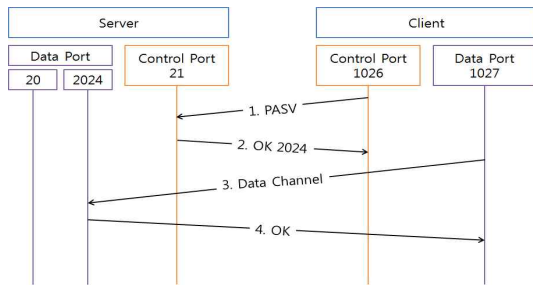 Server
Client
Data Port
20
2024
Control Port
21
Control Port
1026
Data Port
1027
1. PASV
2. OK 2024
3. Data Channel
4. OK